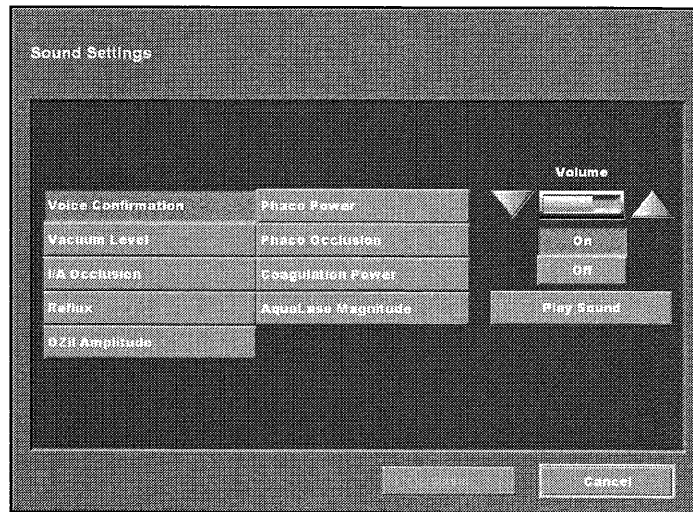 Sound Settings
Volume
Voice Confirmation
Phaco Power
Vacuum Level
Phaco Occlusion
On
I/A Occlusion
Coagulation Power
Off
Reflux
AquaLase Magnitude
Play Sound
OZil Amplitude
Cancel